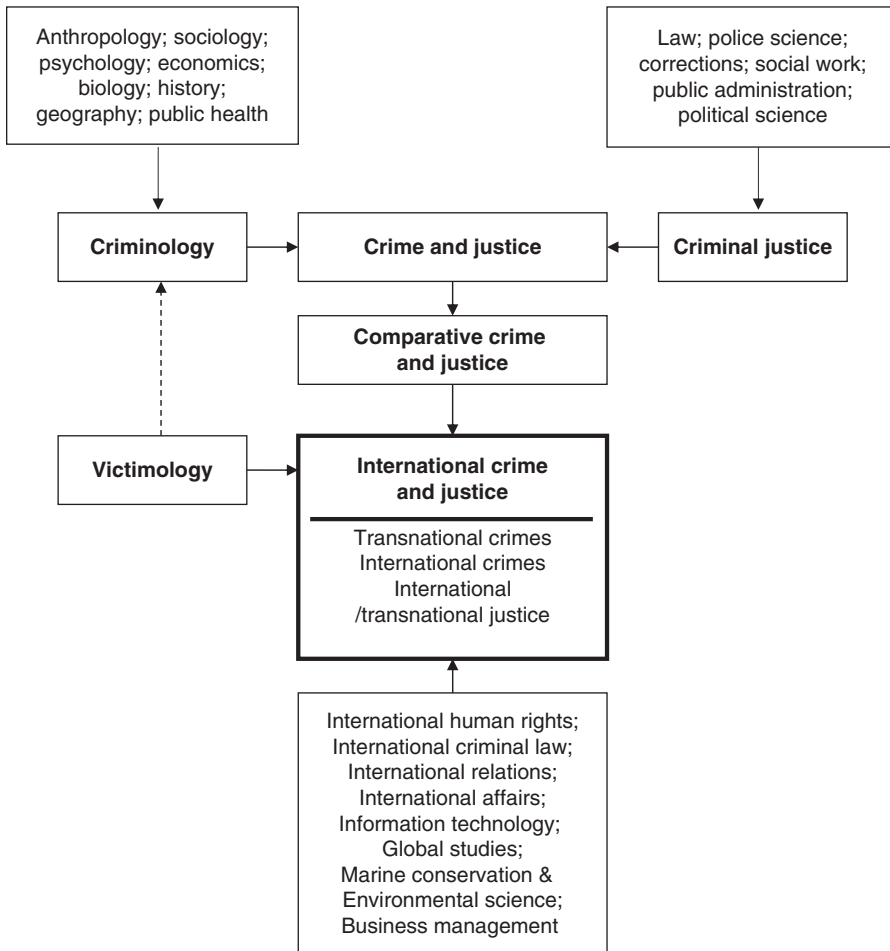 Anthropology; sociology;
psychology; economics;
biology; history;
geography; public health
Law; police science;
corrections; social work;
public administration;
political science
Criminology
Crime and justice
Criminal justice
Comparative crime
and justice
Victimology
International crime
and justice
Transnational crimes
International crimes
International
/transnational justice
International human rights;
International criminal law;
International relations;
International affairs;
Information technology;
Global studies;
Marine conservation &
Environmental science;
Business management